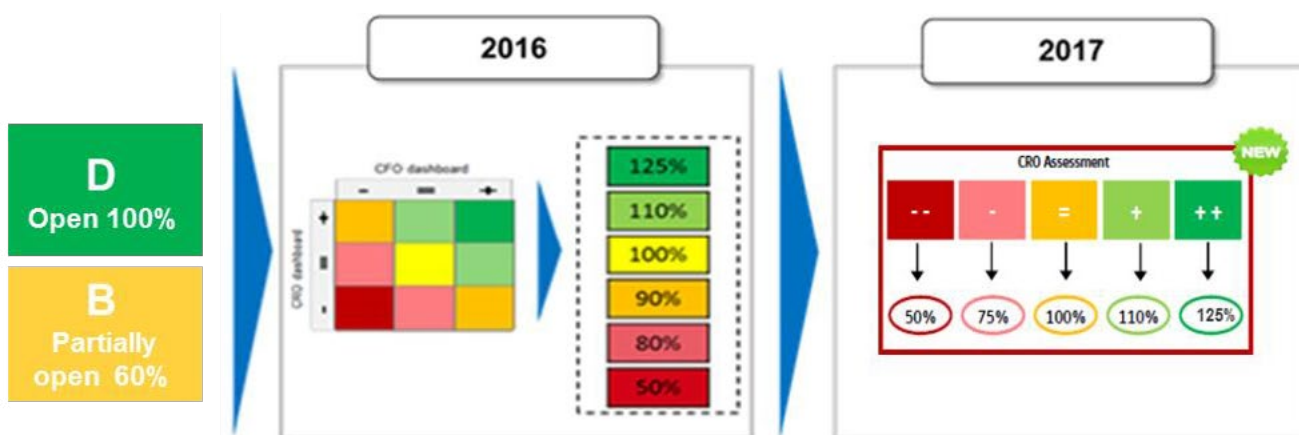 D
Open 100%
B
Partially
open 60%
2016
CFO dashboard
- = +
CRO dashboard
+
=
-
125%
110%
100%
90%
80%
50%
2017
NEW
CRO Assessment
-- - = + ++
50% 75% 100% 110% 125%